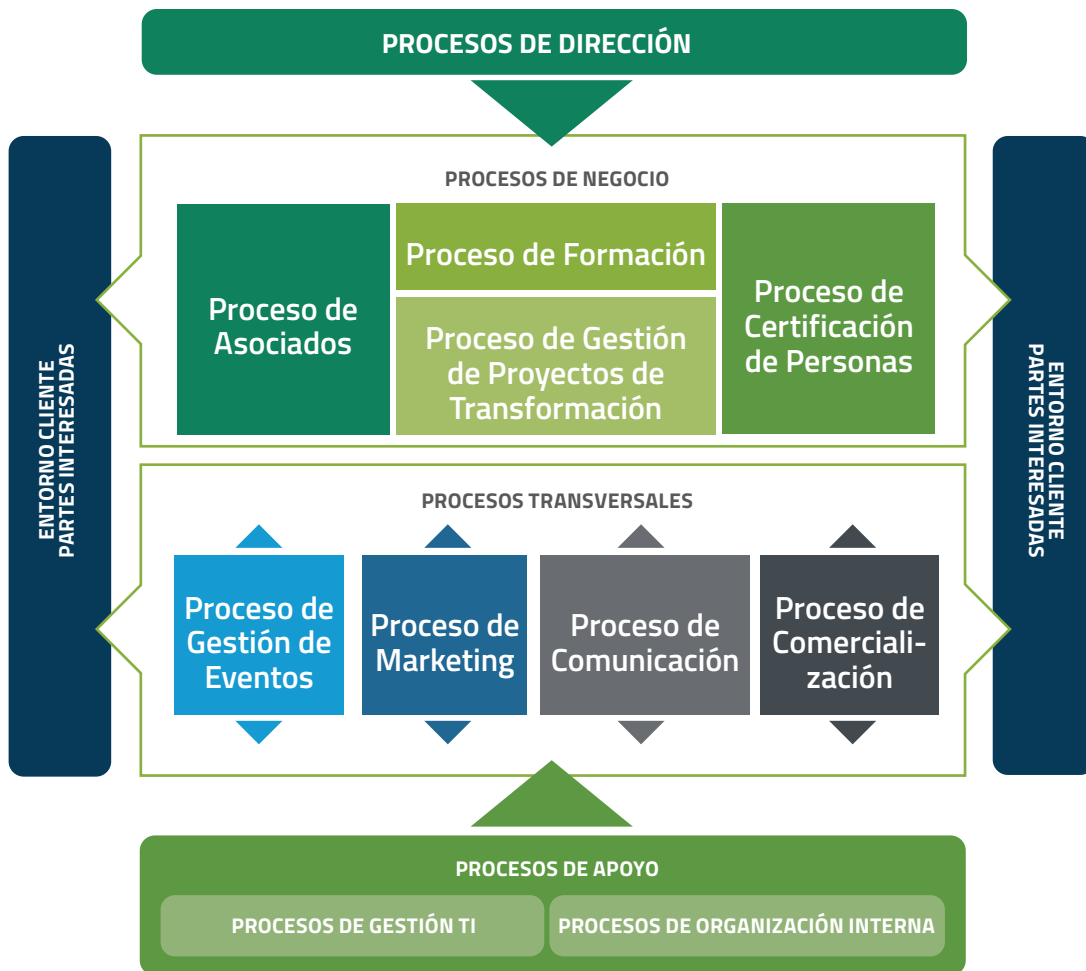 PROCESOS DE DIRECCIÓN
ENTORNO CLIENTE
PARTES INTERESADAS
PROCESOS DE NEGOCIO
Proceso de
Asociados
Proceso de Formación
Proceso de Gestión
de Proyectos de
Transformación
Proceso de
Certificación
de Personas
PROCESOS TRANSVERSALES
Proceso de
Gestión de
Eventos
Proceso de
Marketing
Proceso de
Comunicación
Proceso de
Comerciali-
zación
ENTORNO CLIENTE
PARTES INTERESADAS
PROCESOS DE APOYO
PROCESOS DE GESTIÓN TI
PROCESOS DE ORGANIZACIÓN INTERNA